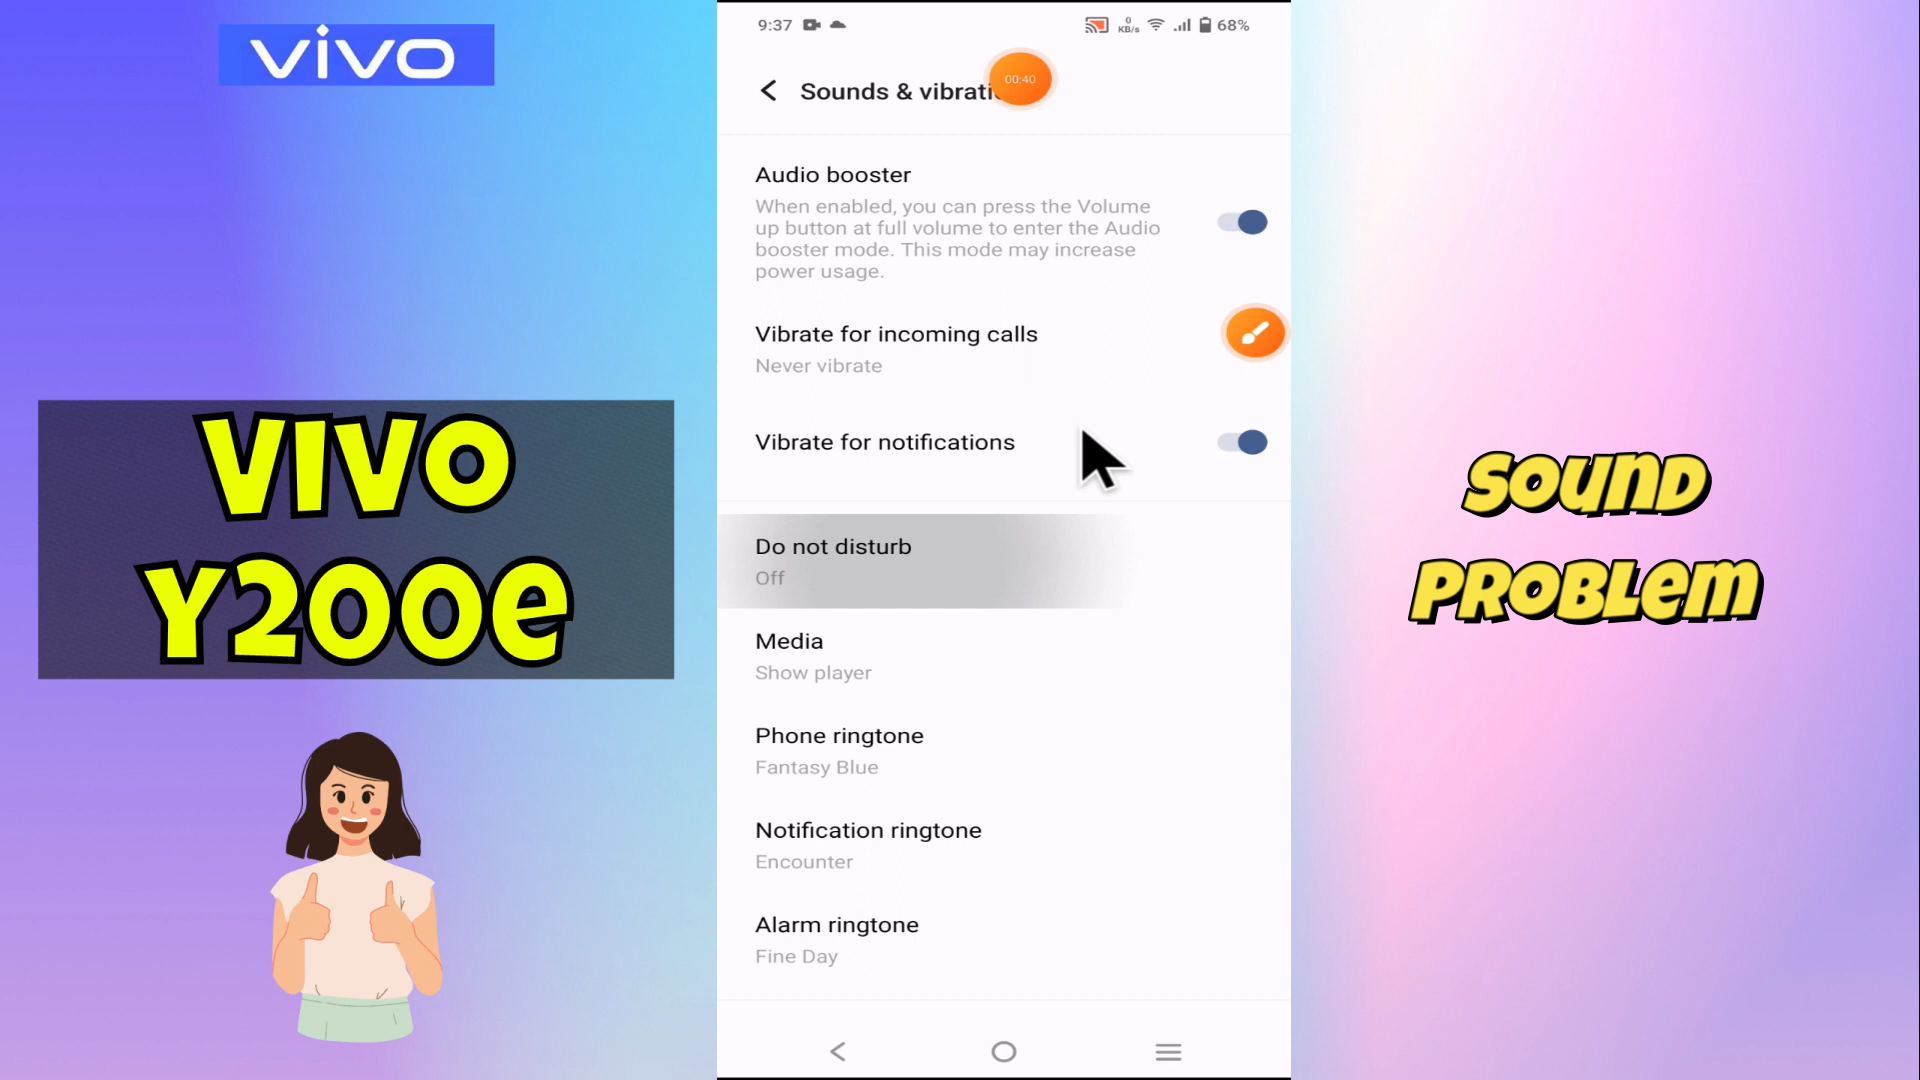 vivo
VIVO
Y200e
9:37
0
KB/s
68%
Sounds & vibrati
00:40
Audio booster
When enabled, you can press the Volume
up button at full volume to enter the Audio
booster mode. This mode may increase
power usage.
Vibrate for incoming calls
Never vibrate
Vibrate for notifications
Do not disturb
Off
Media
Show player
Phone ringtone
Fantasy Blue
Notification ringtone
Encounter
Alarm ringtone
Fine Day
Sound
Problem